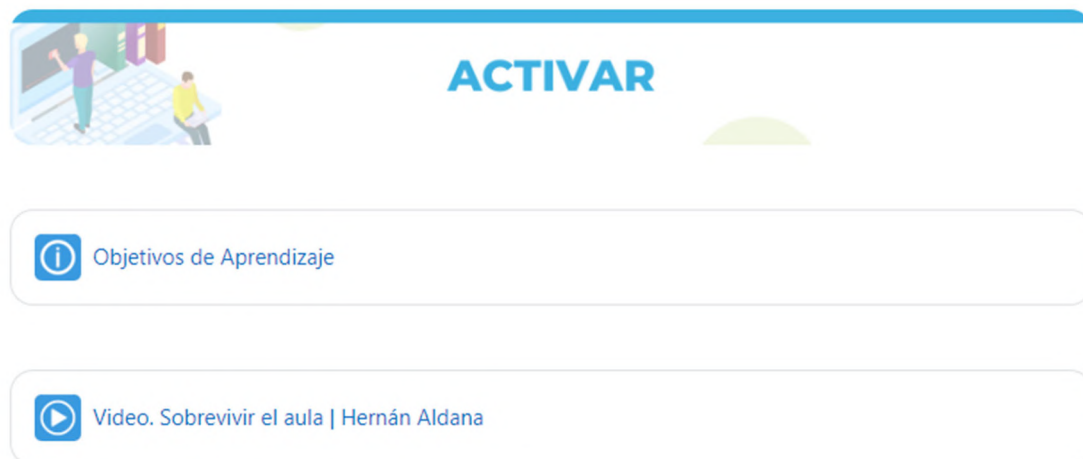 ACTIVAR
Objetivos de Aprendizaje
Video. Sobrevivir el aula | Hernán Aldana